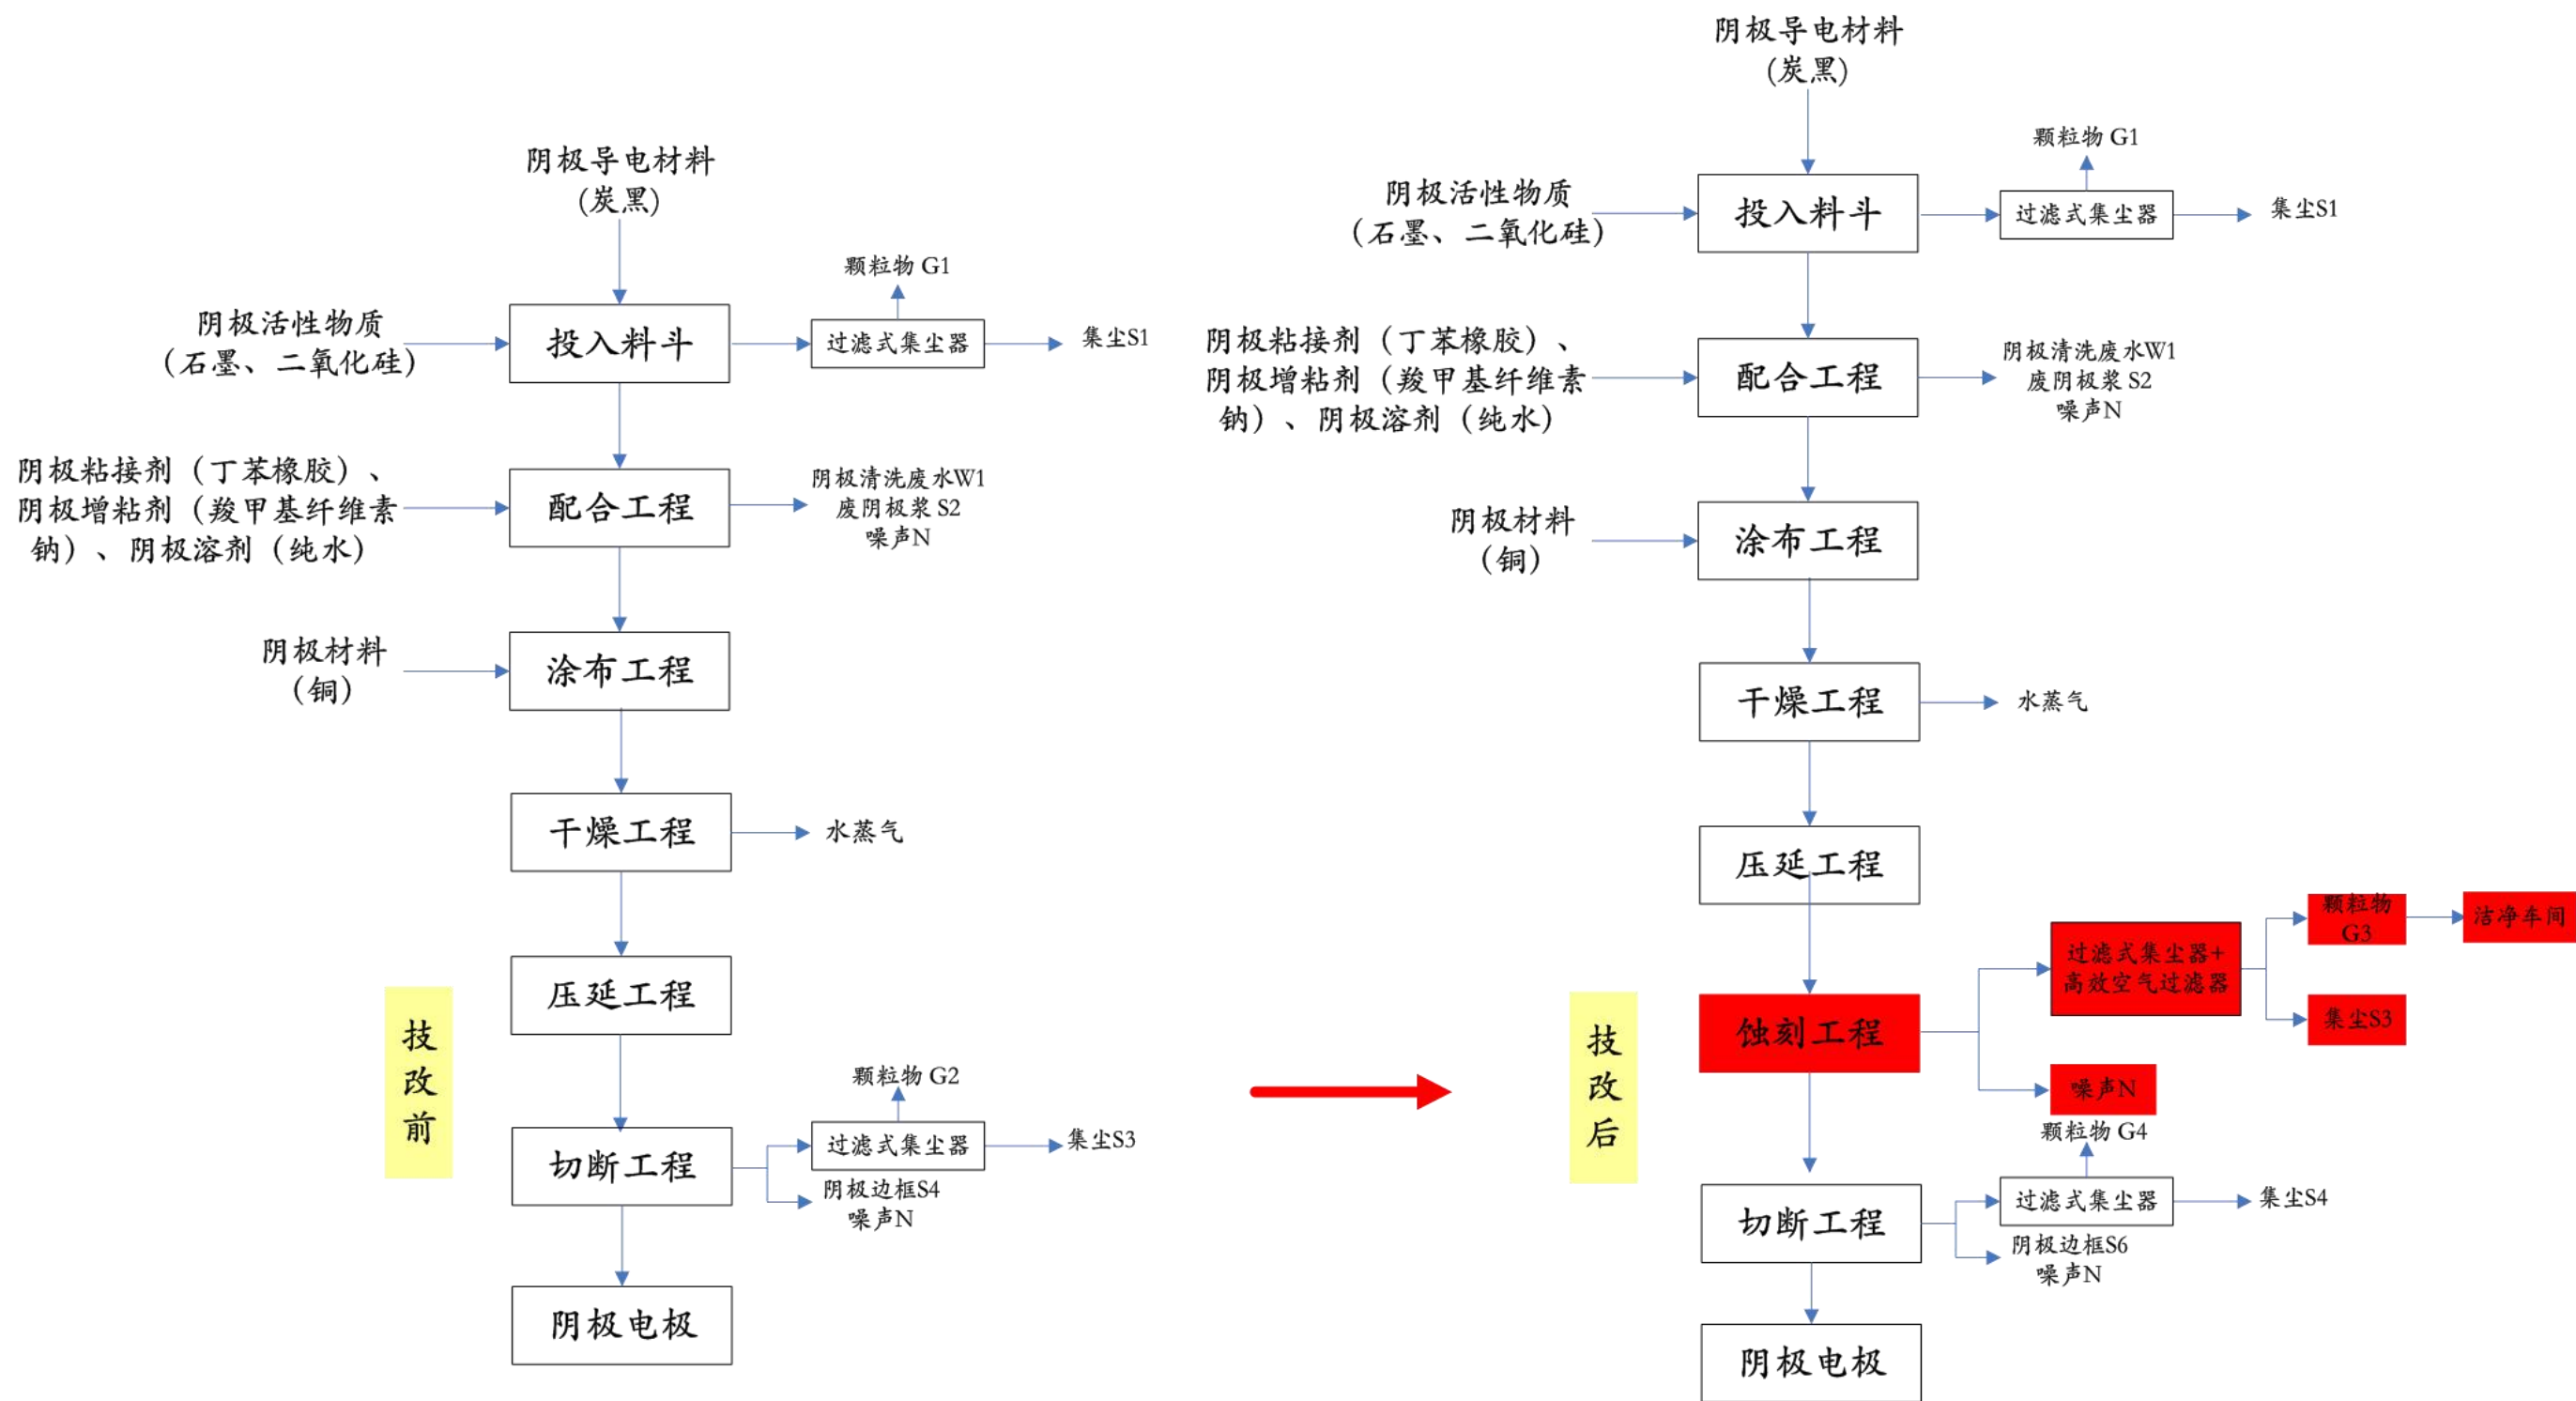 阴极导电材料
(炭黑)
颗粒物 G1
阴极活性物质
（石墨、二氧化硅）
投入料斗
过滤式集尘器
集尘S1
阴极粘接剂（丁苯橡胶）、
阴极增粘剂（羧甲基纤维素
钠）、阴极溶剂（纯水）
配合工程
阴极清洗废水W1
废阴极浆 S2
噪声N
阴极材料
（铜）
涂布工程
干燥工程
水蒸气
压延工程
技
改
前
颗粒物 G2
切断工程
过滤式集尘器
集尘S3
阴极边框S4
噪声N
阴极电极
阴极导电材料
(炭黑)
颗粒物 G1
阴极活性物质
（石墨、二氧化硅）
投入料斗
过滤式集尘器
集尘S1
阴极粘接剂（丁苯橡胶）、
阴极增粘剂（羧甲基纤维素
钠）、阴极溶剂（纯水）
配合工程
阴极清洗废水W1
废阴极浆 S2
噪声N
阴极材料
（铜）
涂布工程
干燥工程
水蒸气
压延工程
技
改
后
蚀刻工程
过滤式集尘器+
高效空气过滤器
颗粒物
G3
洁净车间
集尘S3
噪声N
颗粒物 G4
切断工程
过滤式集尘器
集尘S4
阴极边框S6
噪声N
阴极电极